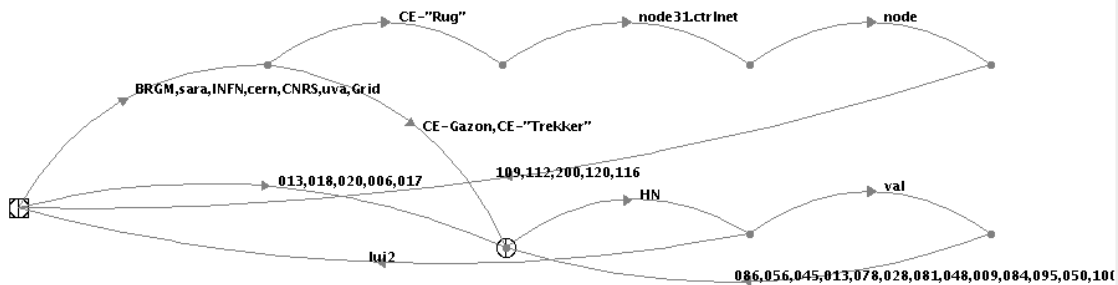 CE-"Rug"
node31.ctrlnet
node
BRGM,sara,INFN,cern,CNRS,uva,Grid
CE-Gazon,CE-"Trekker"
109,112,200,120,116
013,018,020,006,017
HN
val
lui2
086,056,045,013,078,028,081,048,009,084,095,050,100